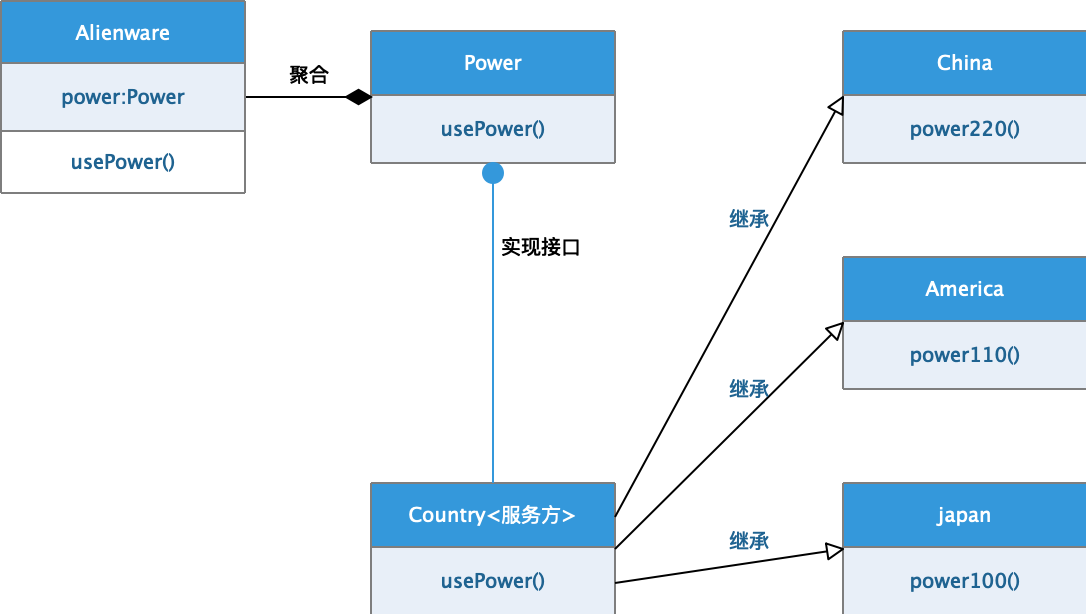 Alienware
power:Power
usePower()
聚合
Power
usePower()
实现接口
China
power220()
继承
America
power110()
继承
Country<服务方>
usePower()
继承
japan
power100()